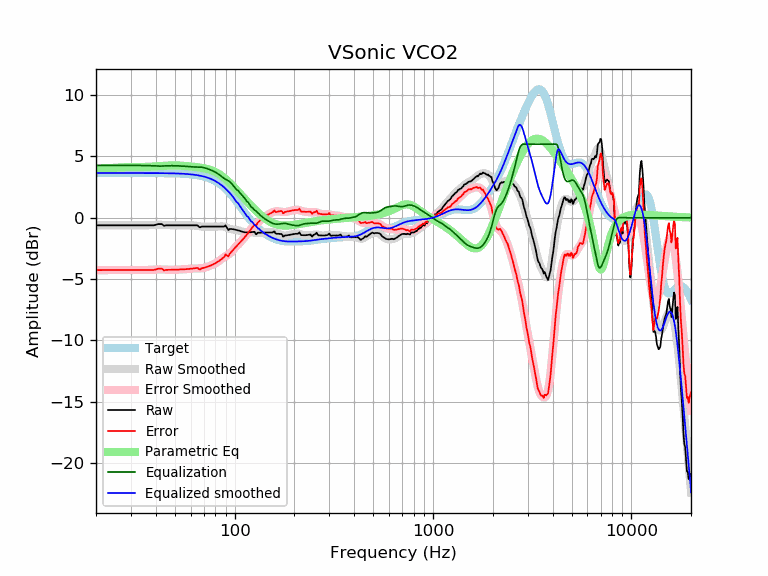 VSonic VCO2
Amplitude (dBr)
10
5
0
−5
−10
−15
−20
Target
Raw Smoothed
Error Smoothed
Raw
Error
Parametric Eq
Equalization
Equalized smoothed
100
1000
10000
Frequency (Hz)